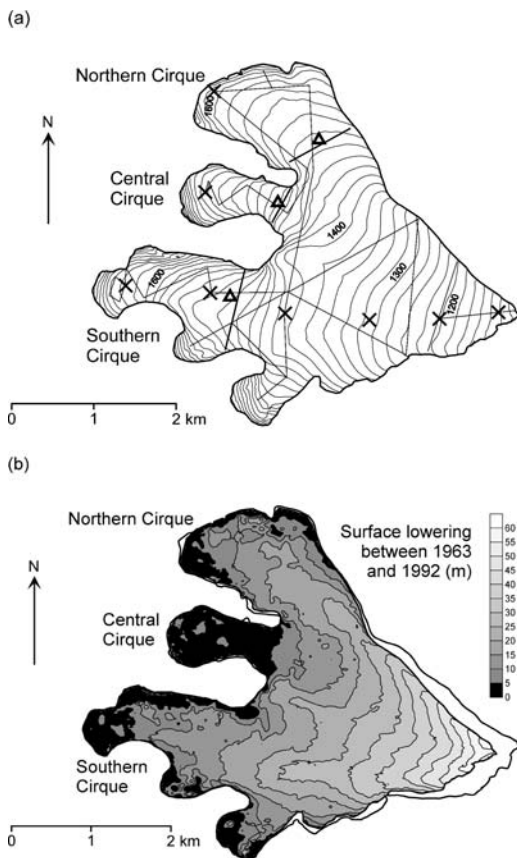 (a)
Northern Cirque
1600
N
Central
Cirque
1400
1600
1300
1200
Southern
Cirque
0 1 2 km
(b)
Northern Cirque
Surface lowering
between 1963
and 1992 (m)
N
60
55
50
45
40
35
30
25
20
15
10
5
0
Central
Cirque
Southern
Cirque
0 1 2 km